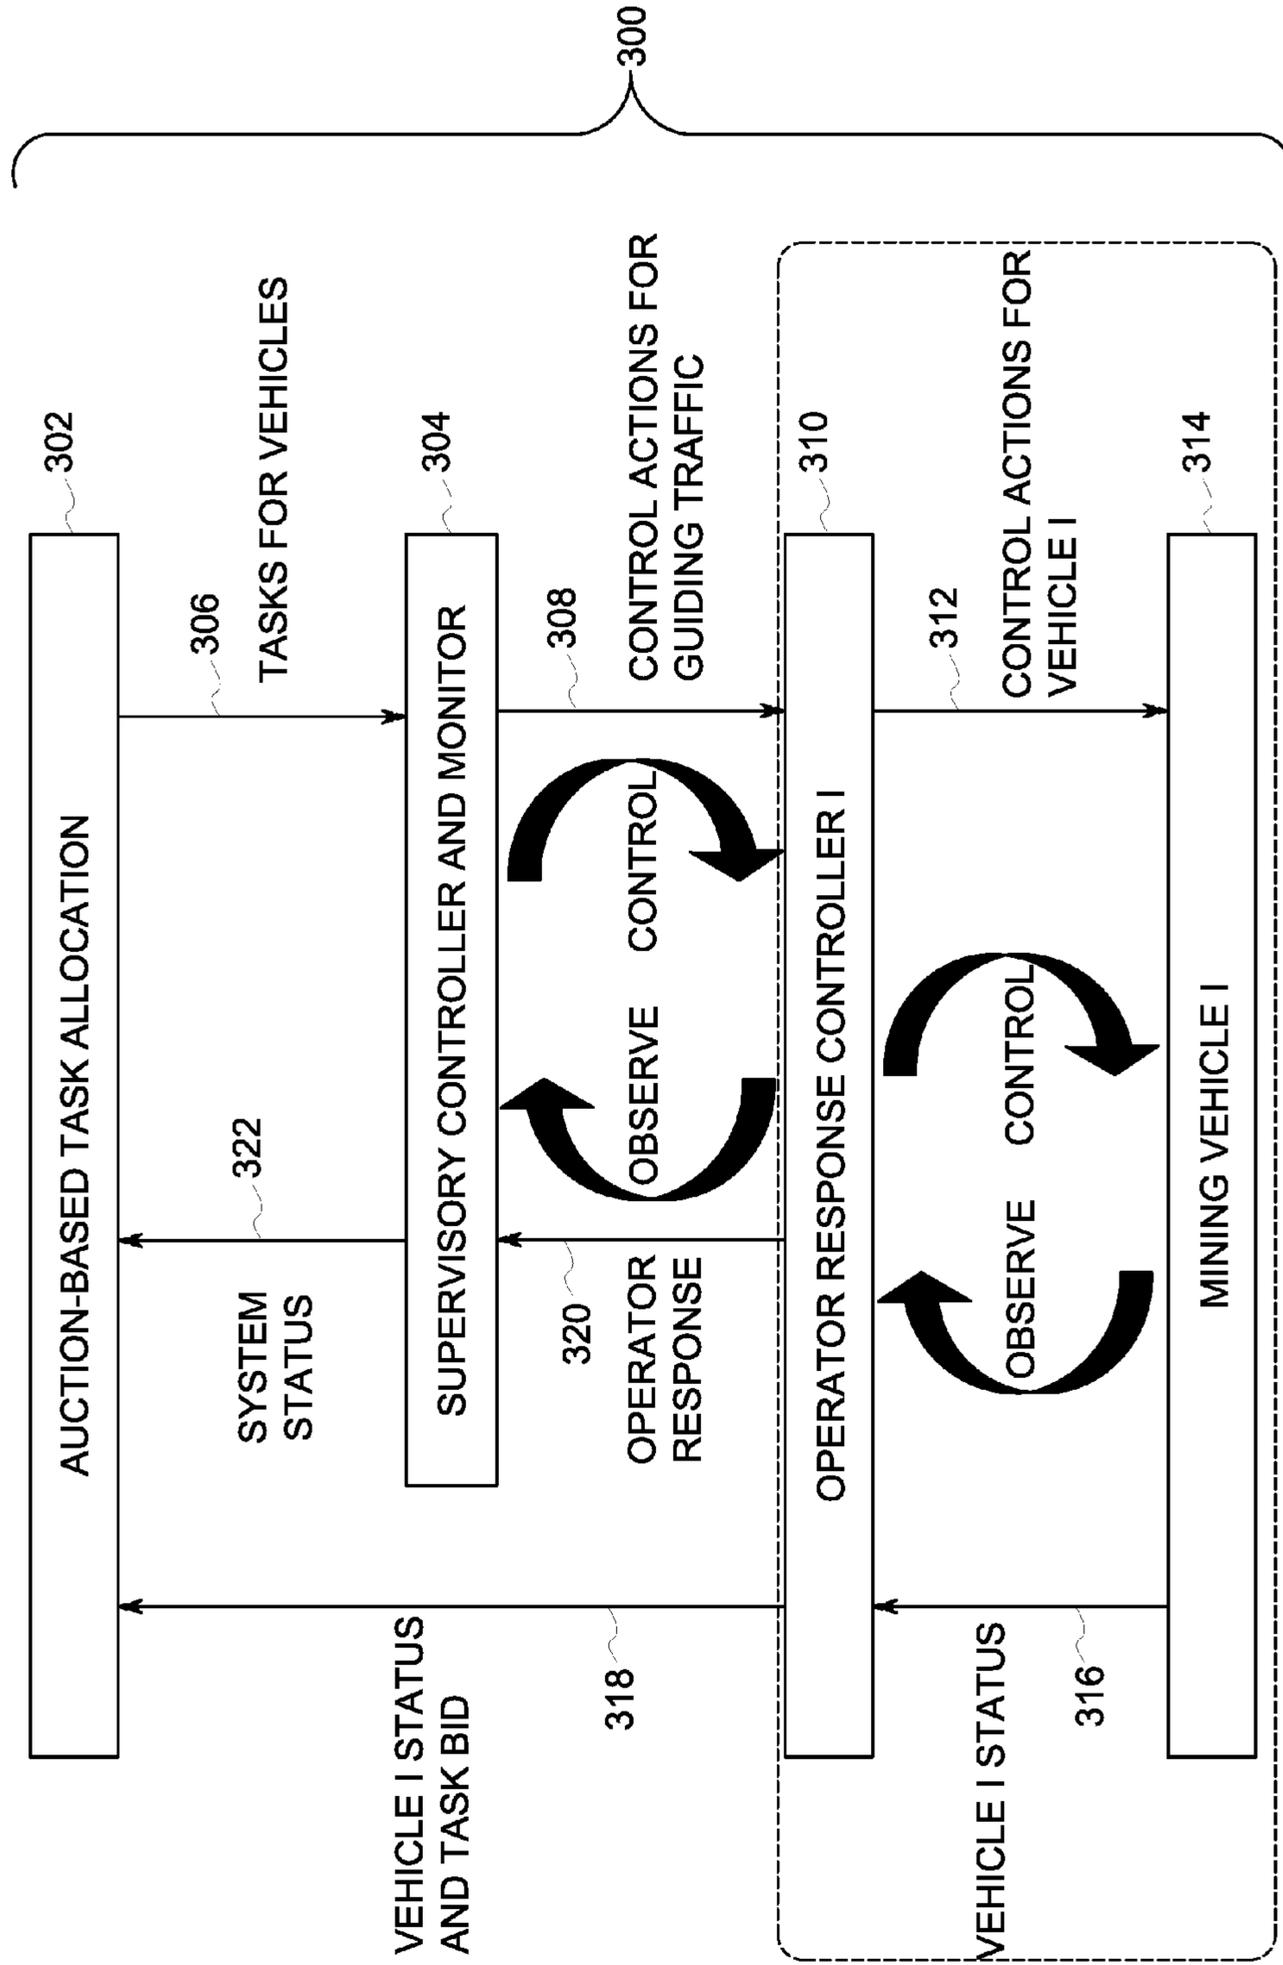 300
302
AUCTION-BASED TASK ALLOCATION
306
TASKS FOR VEHICLES
322
SYSTEM
STATUS
304
SUPERVISORY CONTROLLER AND MONITOR
VEHICLE I STATUS
AND TASK BID
318
308
CONTROL ACTIONS FOR
GUIDING TRAFFIC
320
OPERATOR
RESPONSE
OBSERVE
CONTROL
310
OPERATOR RESPONSE CONTROLLER I
312
CONTROL ACTIONS FOR
VEHICLE I
OBSERVE
CONTROL
VEHICLE I STATUS
316
314
MINING VEHICLE I